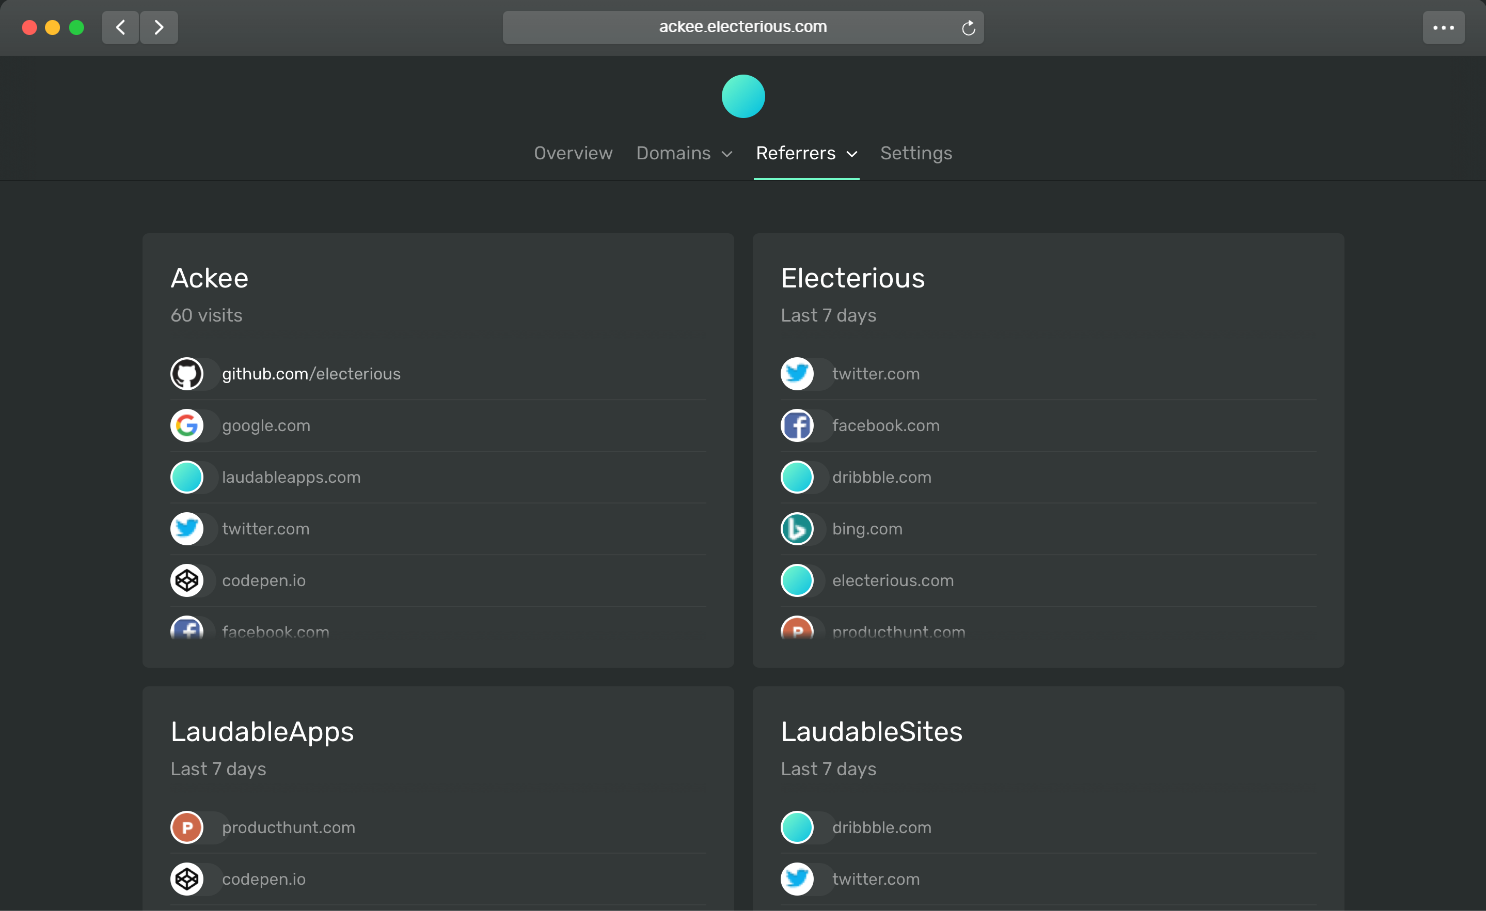 ackee.electerious.com
Overview Domains Referrers Settings
Ackee
60 visits
github.com/electerious
google.com
laudableapps.com
twitter.com
codepen.io
facebook.com
Electerious
Last 7 days
twitter.com
facebook.com
dribbble.com
bing.com
electerious.com
producthunt.com
LaudableApps
Last 7 days
producthunt.com
codepen.io
LaudableSites
Last 7 days
dribbble.com
twitter.com